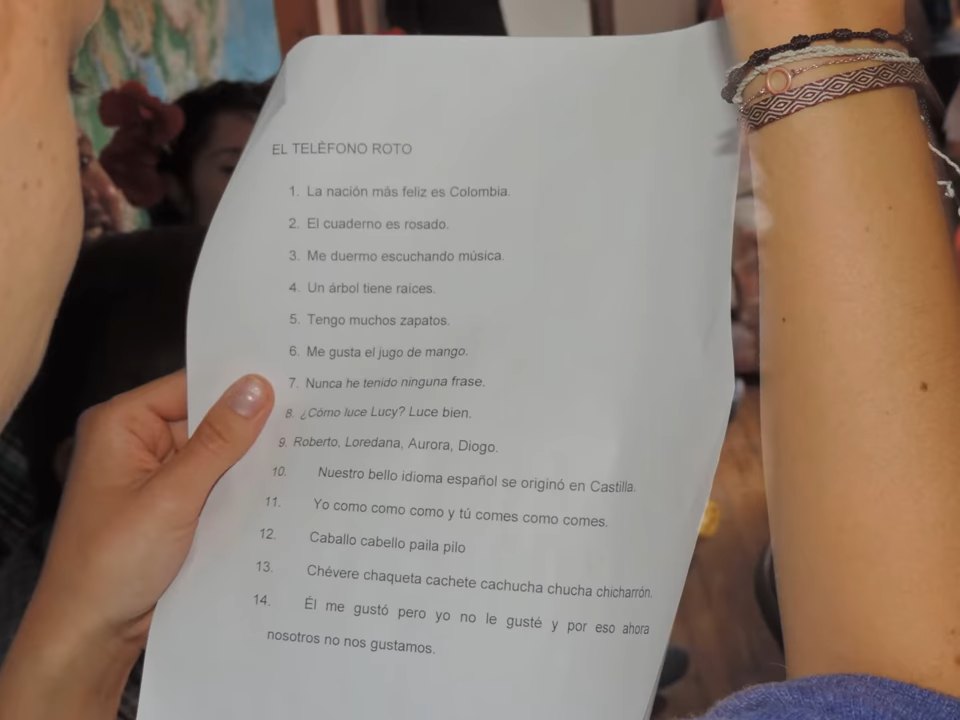 EL TELÉFONO ROTO
1. La nación más feliz es Colombia.
2. El cuaderno es rosado.
3. Me duermo escuchando música.
4. Un árbol tiene raíces.
5. Tengo muchos zapatos.
6. Me gusta el jugo de mango.
7. Nunca he tenido ninguna frase.
8. ¿Cómo luce Lucy? Luce bien.
9. Roberto, Loredana, Aurora, Diogo.
10. Nuestro bello idioma español se originó en Castilla.
11. Yo como como como y tú comes como comes.
12. Caballo cabello paila pilo
13. Chévere chaqueta cachete cachucha chucha chicharrón.
14. Él me gustó pero yo no le gusté y por eso ahora
nosotros no nos gustamos.